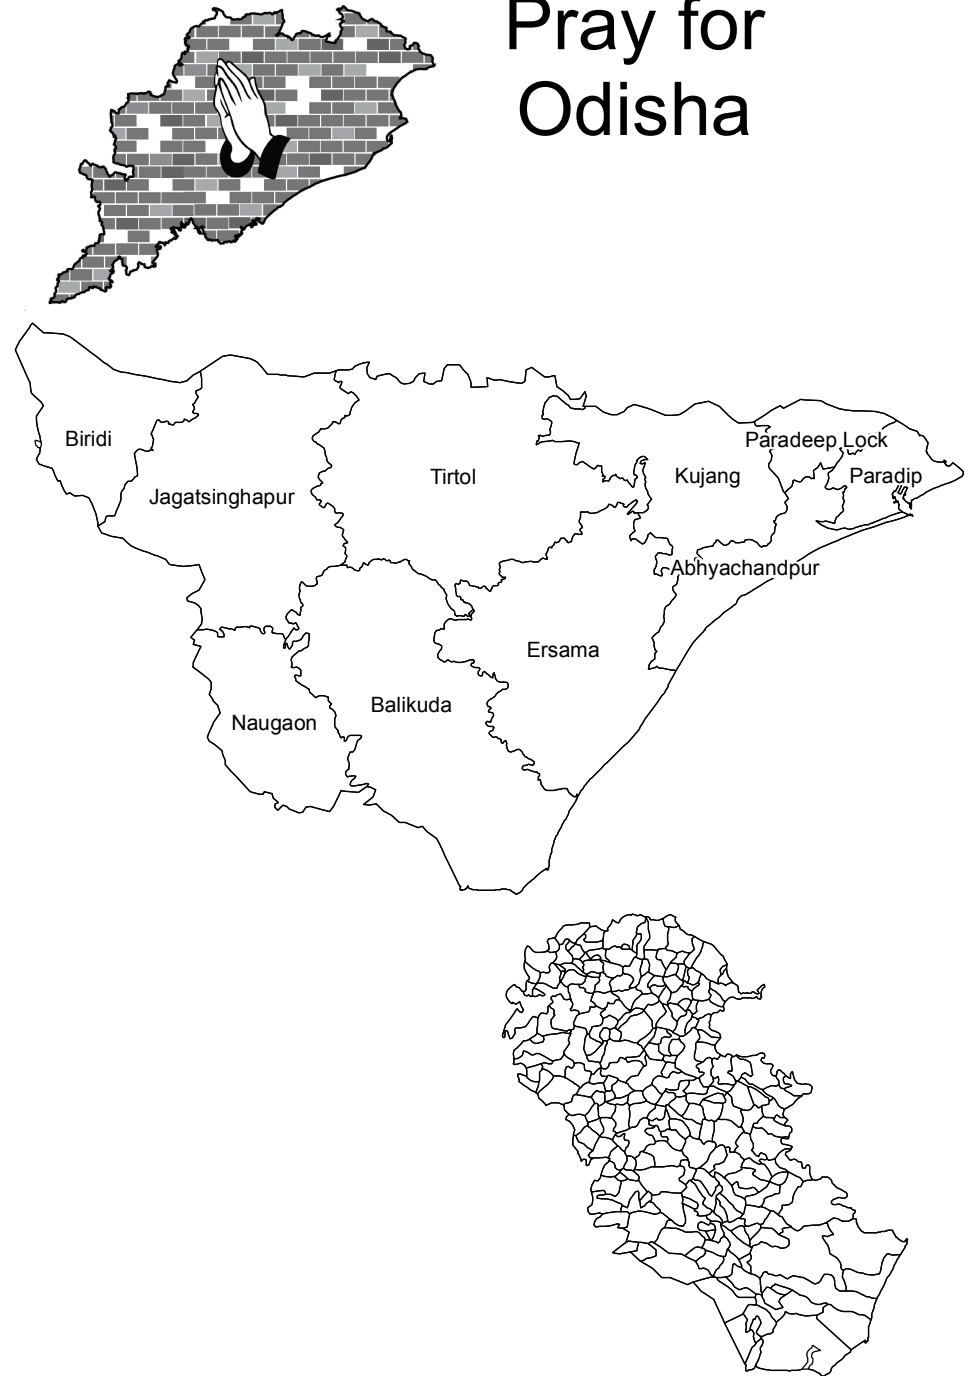 Pray for
Odisha
Biridi
Jagatsinghapur
Tirtol
Kujang
Paradeep Lock
Paradip
Abhyachandpur
Ersama
Balikuda
Naugaon